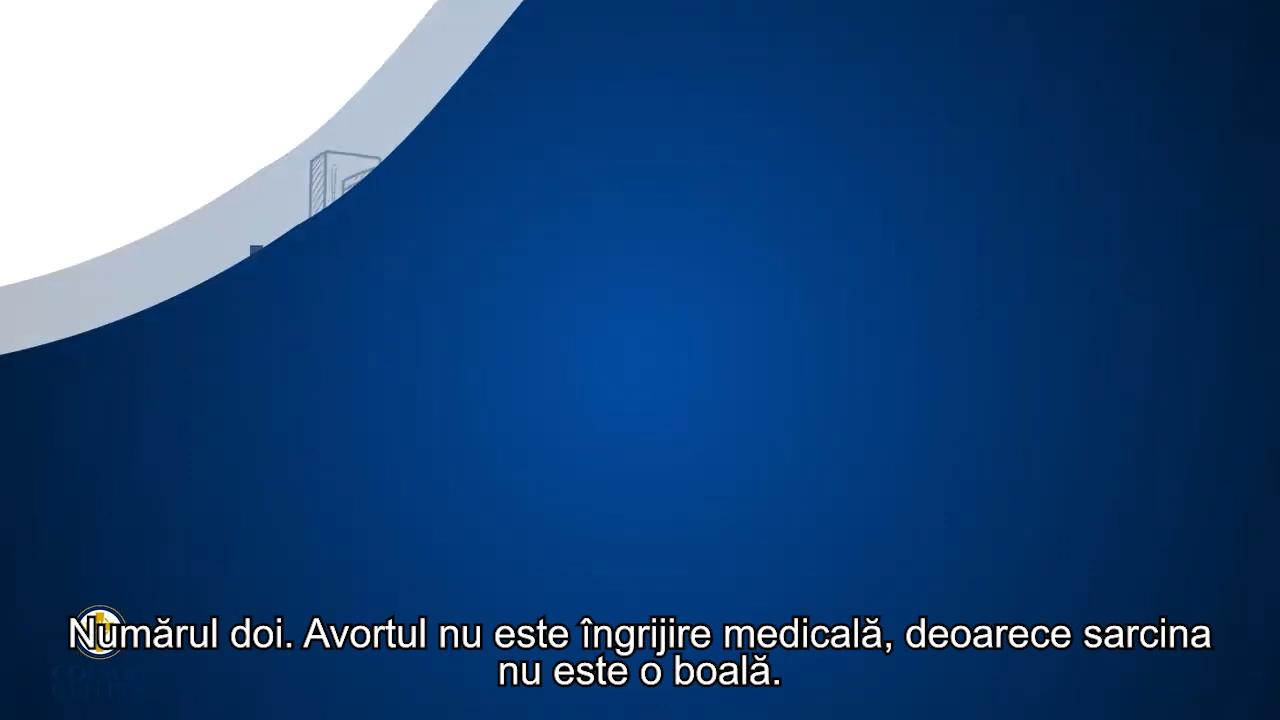 Numărul doi. Avortul nu este îngrijire medicală, deoarece sarcina
nu este o boală.